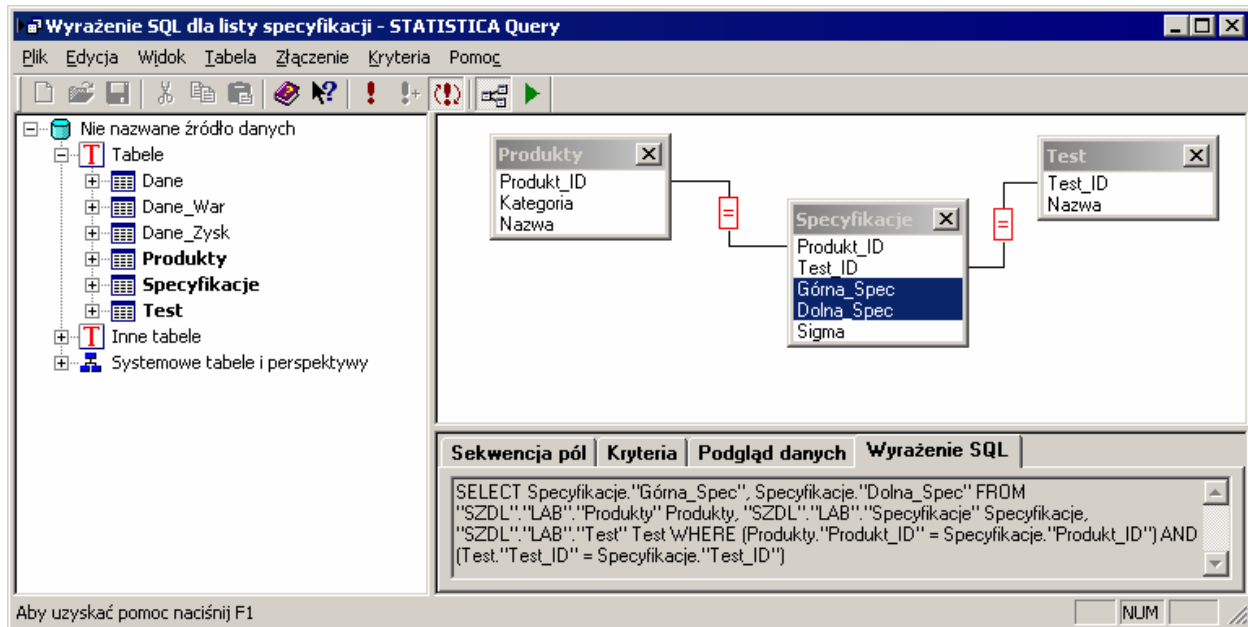 Wyrażenie SQL dla listy specyfikacji - STATISTICA Query
Plik Edycja Widok Tabela Złączenie Kryteria Pomoc
Nie nazwane źródło danych
Tabele
Dane
Dane_War
Dane_Zysk
Produkty
Specyfikacje
Test
Inne tabele
Systemowe tabele i perspektywy
Produkty
Produkt_ID
Kategoria
Nazwa
=
Specyfikacje
Produkt_ID
Test_ID
Górna_Spec
Dolna_Spec
Sigma
=
Test
Test_ID
Nazwa
Sekwencja pól Kryteria Podgląd danych Wyrażenie SQL
SELECT Specyfikacje."Górna_Spec", Specyfikacje."Dolna_Spec" FROM
"SZDL"."LAB"."Produkty" Produkty, "SZDL"."LAB"."Specyfikacje" Specyfikacje,
"SZDL"."LAB"."Test" Test WHERE (Produkty."Produkt_ID" = Specyfikacje."Produkt_ID") AND
(Test."Test_ID" = Specyfikacje."Test_ID")
Aby uzyskać pomoc naciśnij F1
NUM